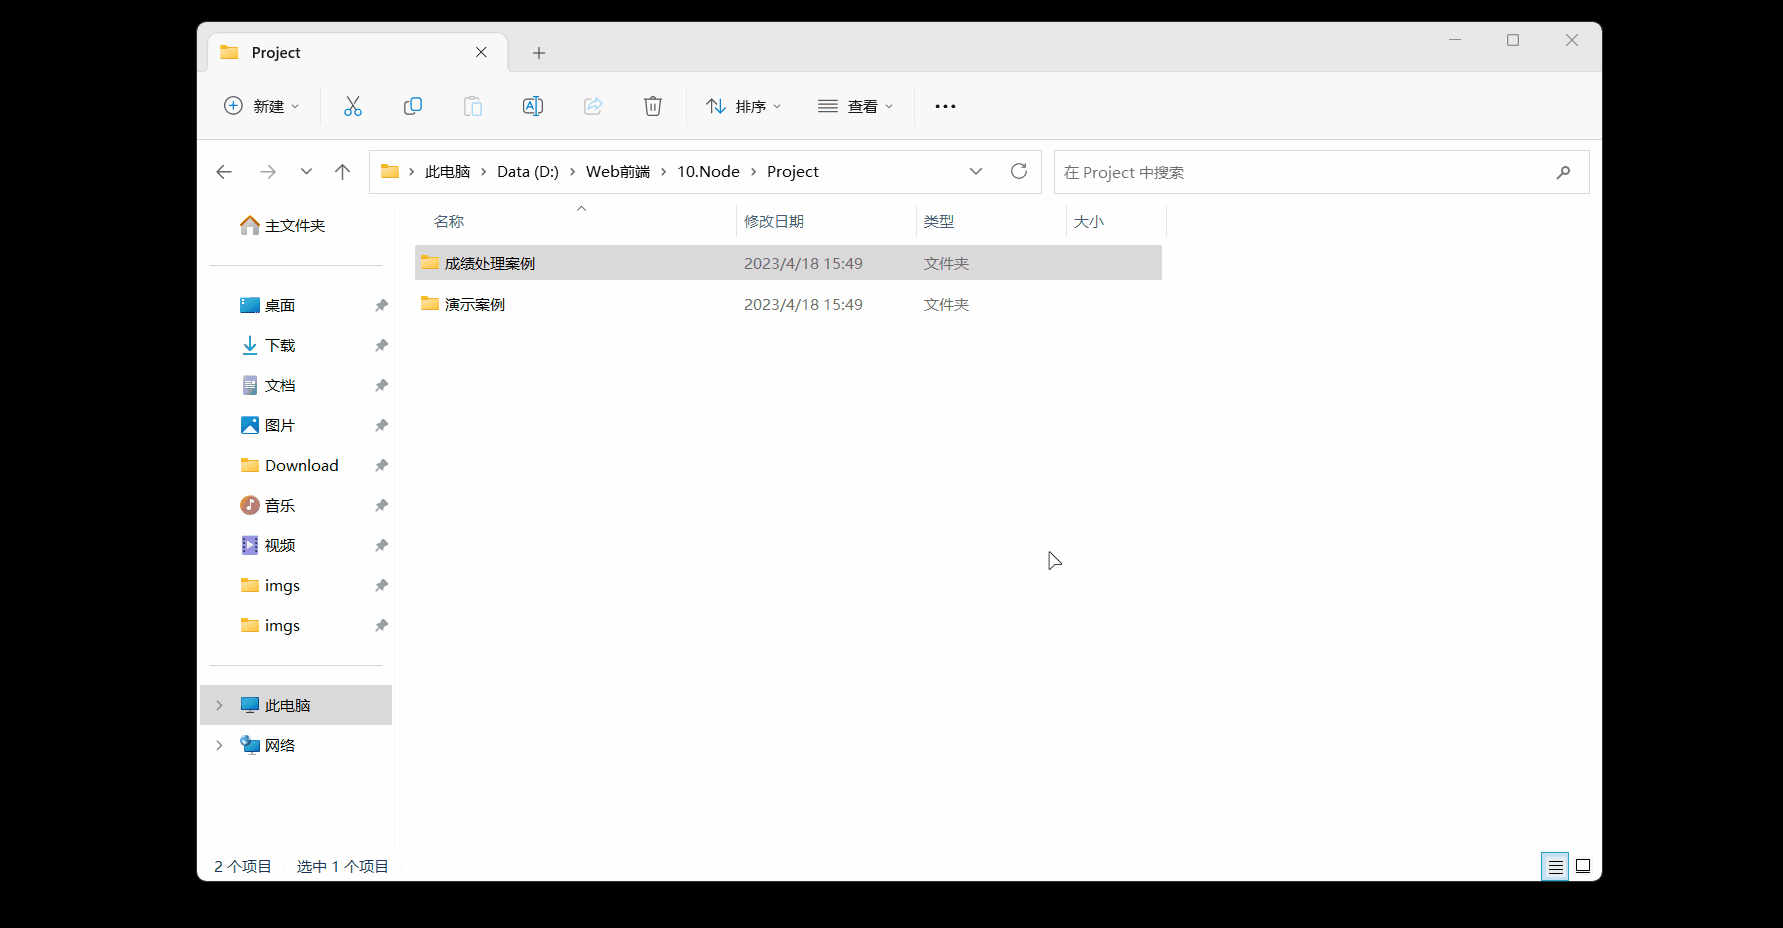 Project
新建
排序
查看
此电脑
Data (D:)
Web前端
10.Node
Project
在 Project 中搜索
主文件夹
桌面
下载
文档
图片
Download
音乐
视频
imgs
imgs
此电脑
网络
名称
修改日期
类型
大小
成绩处理案例
2023/4/18 15:49
文件夹
演示案例
2023/4/18 15:49
文件夹
2 个项目
选中 1 个项目